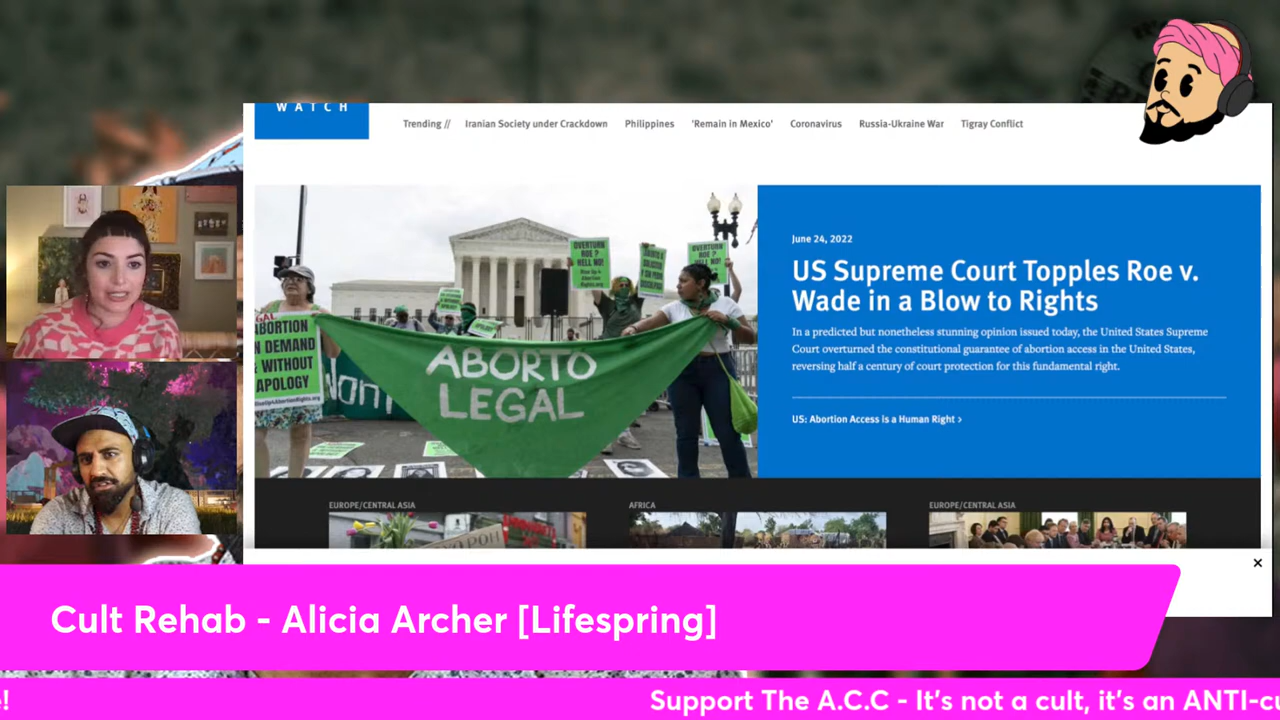 WATCH
Trending // Iranian Society under Crackdown Philippines 'Remain in Mexico' Coronavirus Russia-Ukraine War Tigray Conflict
OVERTURN
ROE ?
HELL NO!
OVERTURN
ROE ?
HELL NO!
ABORTION
N DEMAND
& WITHOUT
APOLOGY
ABORTO
LEGAL
June 24, 2022
US Supreme Court Topples Roe v.
Wade in a Blow to Rights
In a predicted but nonetheless stunning opinion issued today, the United States Supreme
Court overturned the constitutional guarantee of abortion access in the United States,
reversing half a century of court protection for this fundamental right.
US: Abortion Access is a Human Right >
EUROPE/CENTRAL ASIA
AFRICA
EUROPE/CENTRAL ASIA
×
Cult Rehab - Alicia Archer [Lifespring]
e! Support The A.C.C - It's not a cult, it's an ANTI-cu